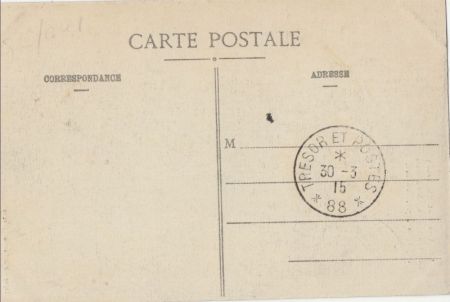 CARTE POSTALE
CORRESPONDANCE
ADRESSE
M
TRESOR ET POSTES
*
30 -3
15
* 88 *